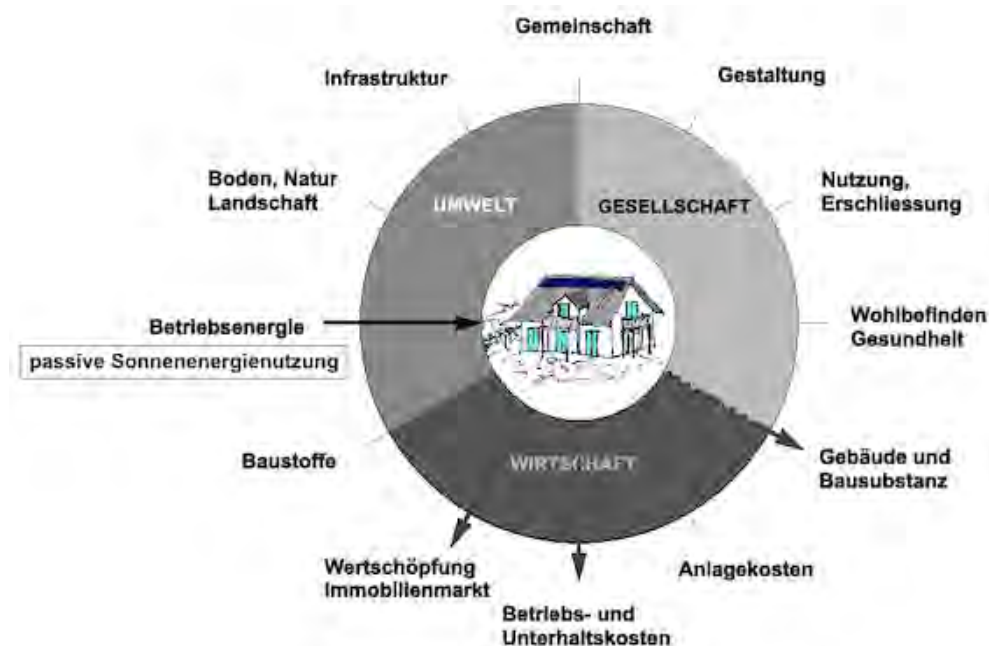 Gemeinschaft
Infrastruktur
Gestaltung
Boden, Natur
Landschaft
UMWELT
GESELLSCHAFT
Nutzung,
Erschliessung
Betriebsenergie
passive Sonnenenergienutzung
Wohlbefinden
Gesundheit
Baustoffe
WIRTSCHAFT
Gebäude und
Bausubstanz
Wertschöpfung
Immobilienmarkt
Anlagekosten
Betriebs- und
Unterhaltskosten